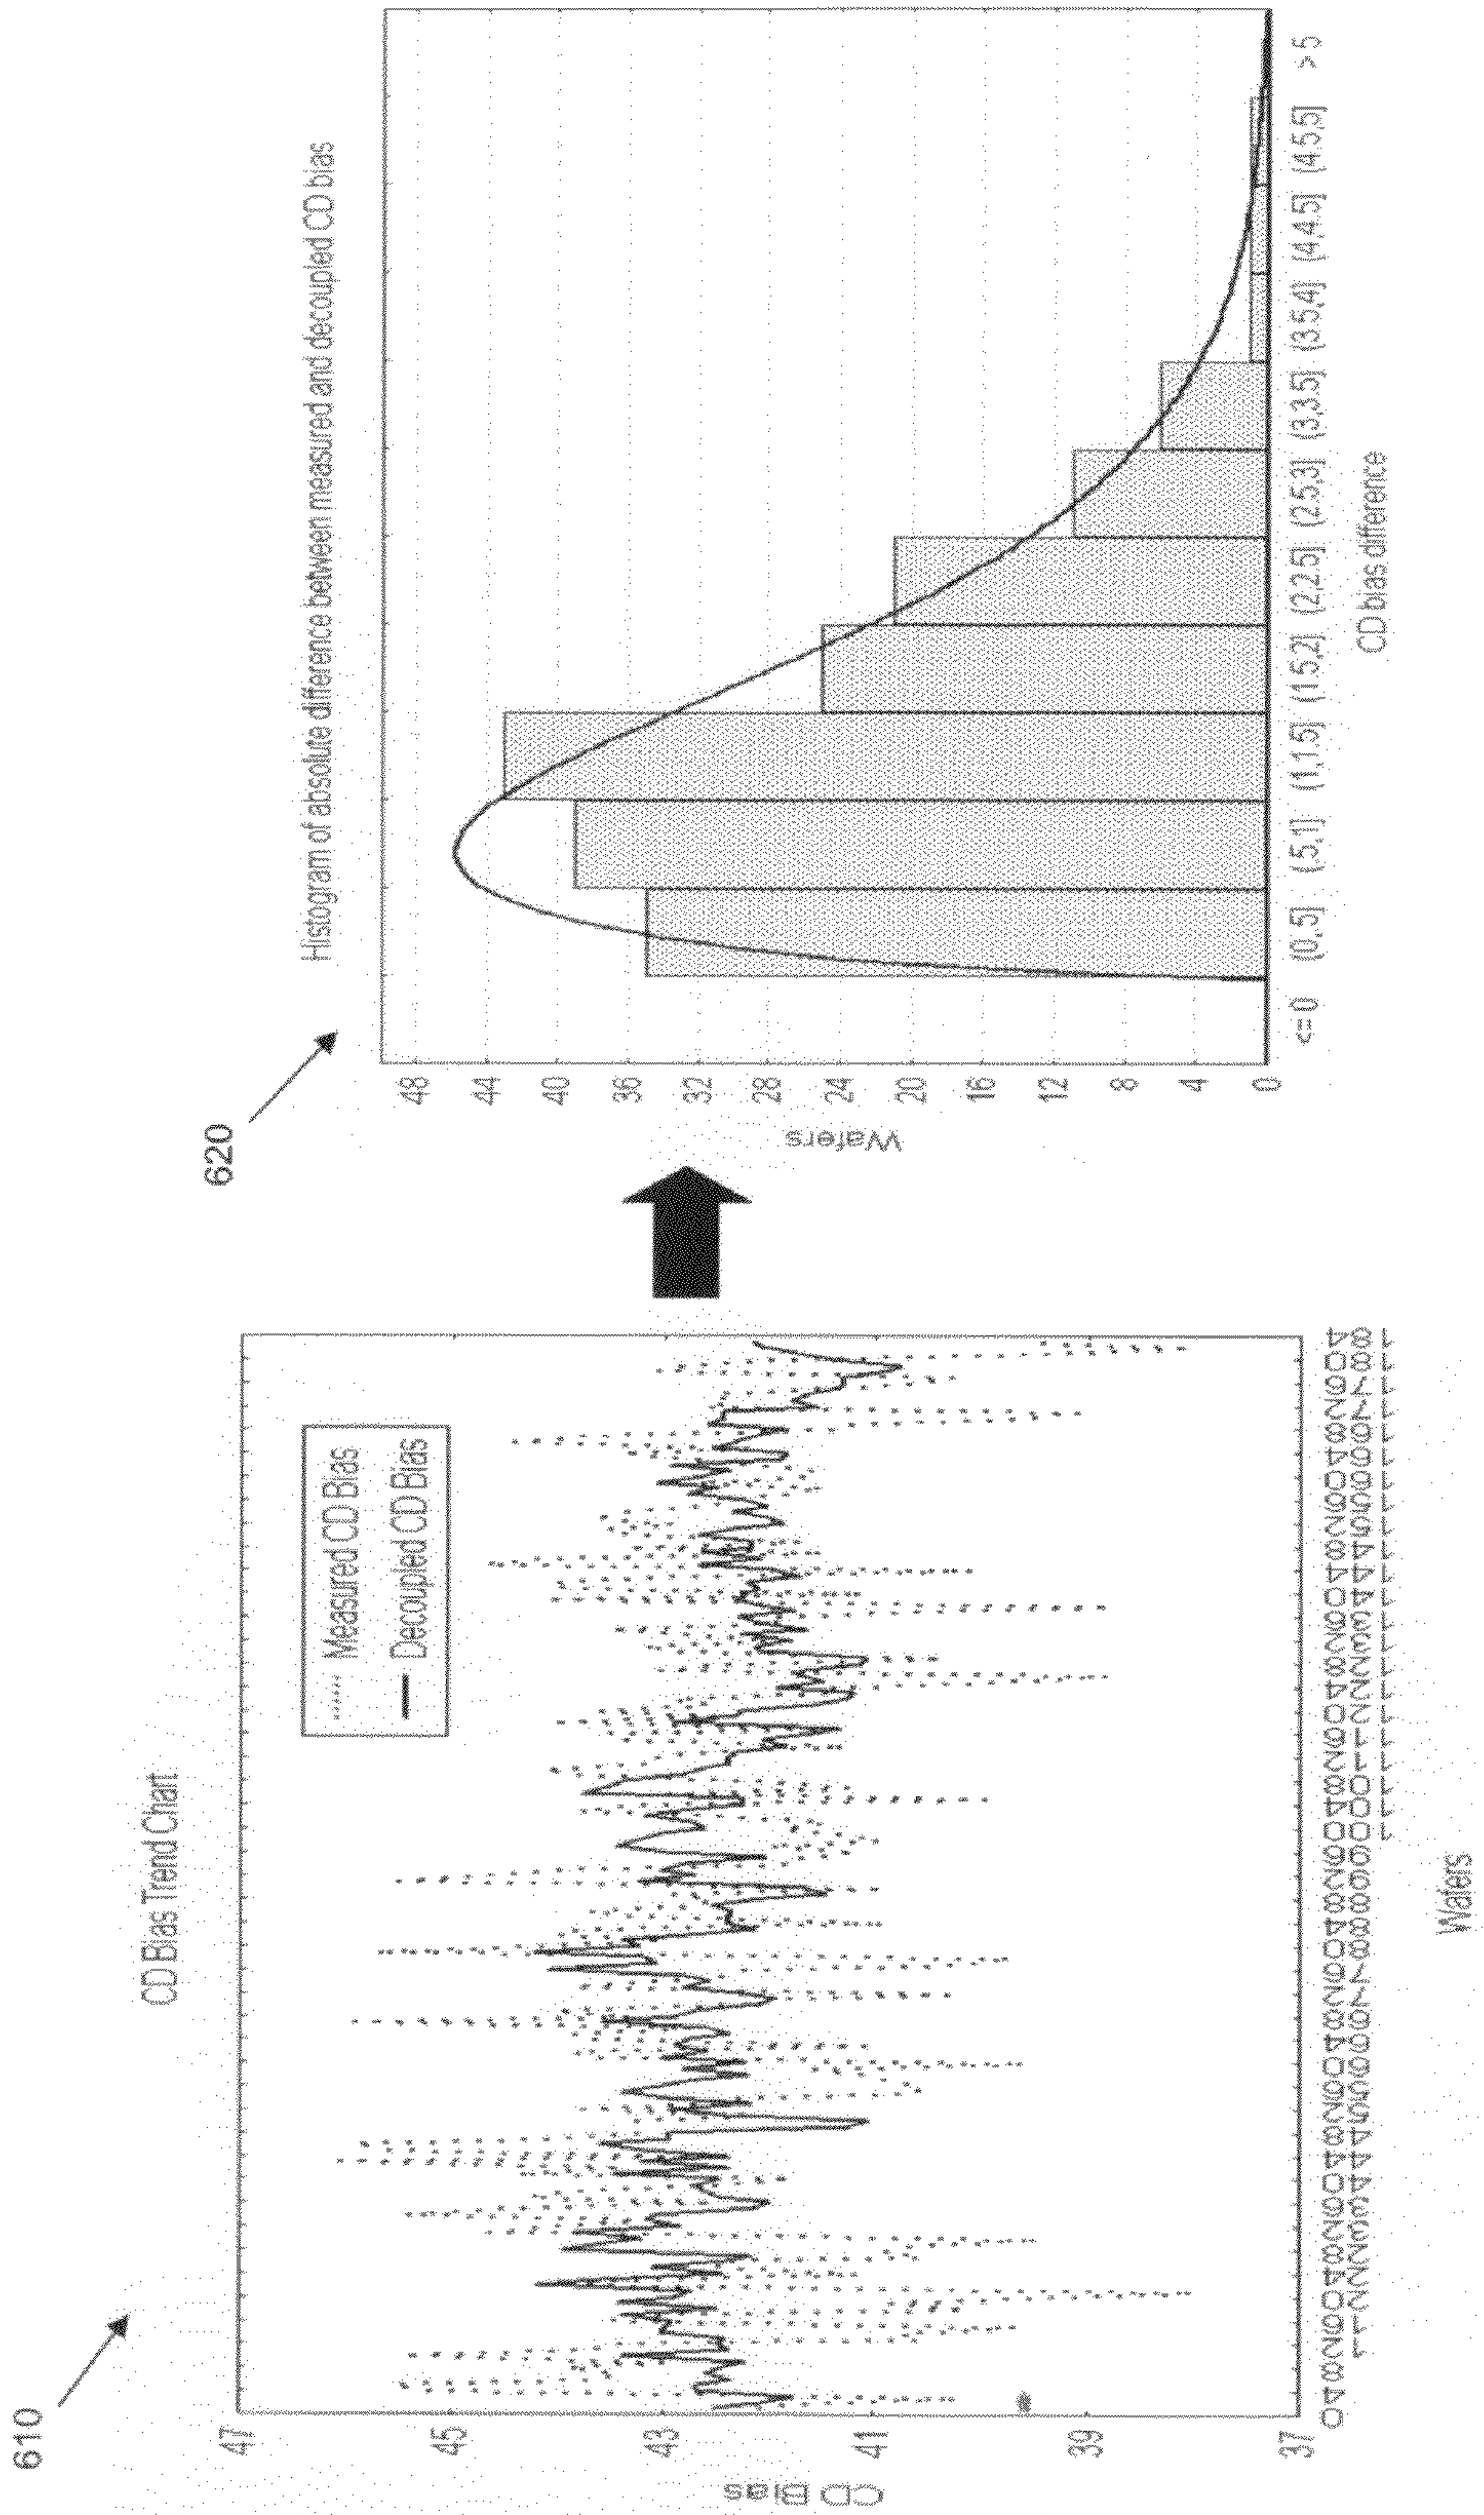 610
CD Bias Trend Chart
Measured CD Bias
Decoupled CD Bias
CD Bias
47
45
43
41
39
37
Wafers
620
Histogram of absolute difference between measured and decoupled CD bias
Wafers
48
44
40
36
32
28
24
20
16
12
8
4
0
<=0 (0,.5] (.5,1] (1,1.5] (1.5,2] (2,2.5] (2.5,3] (3,3.5] (3.5,4] (4,4.5] (4.5,5] >5
CD bias difference